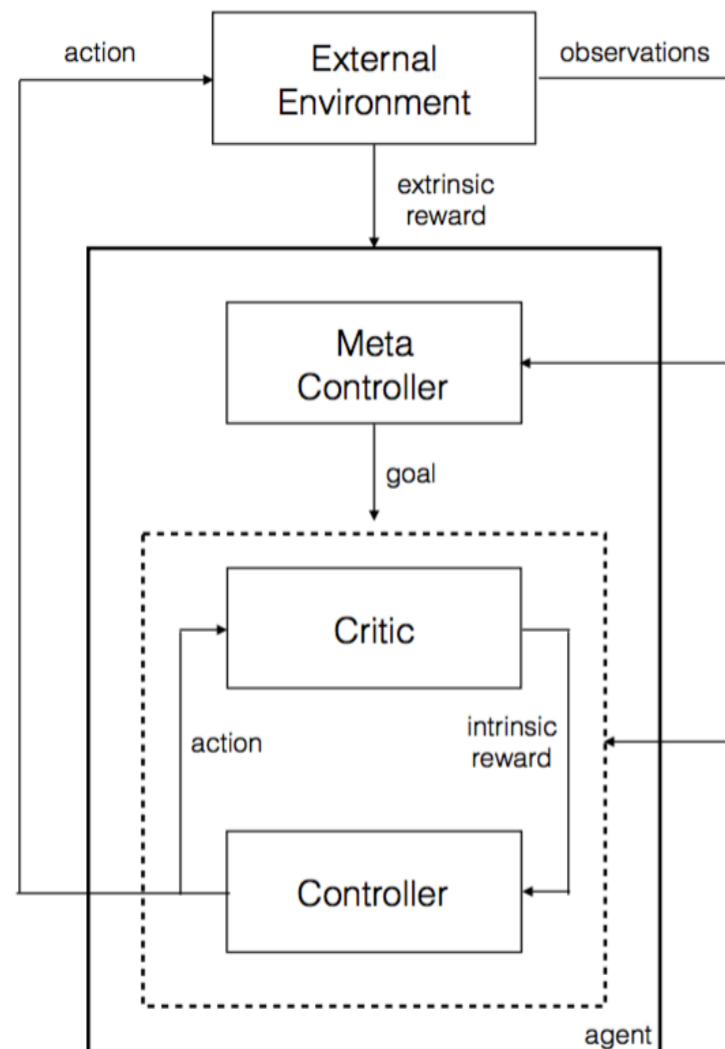 action
External
Environment
observations
extrinsic
reward
Meta
Controller
goal
Critic
action
intrinsic
reward
Controller
agent